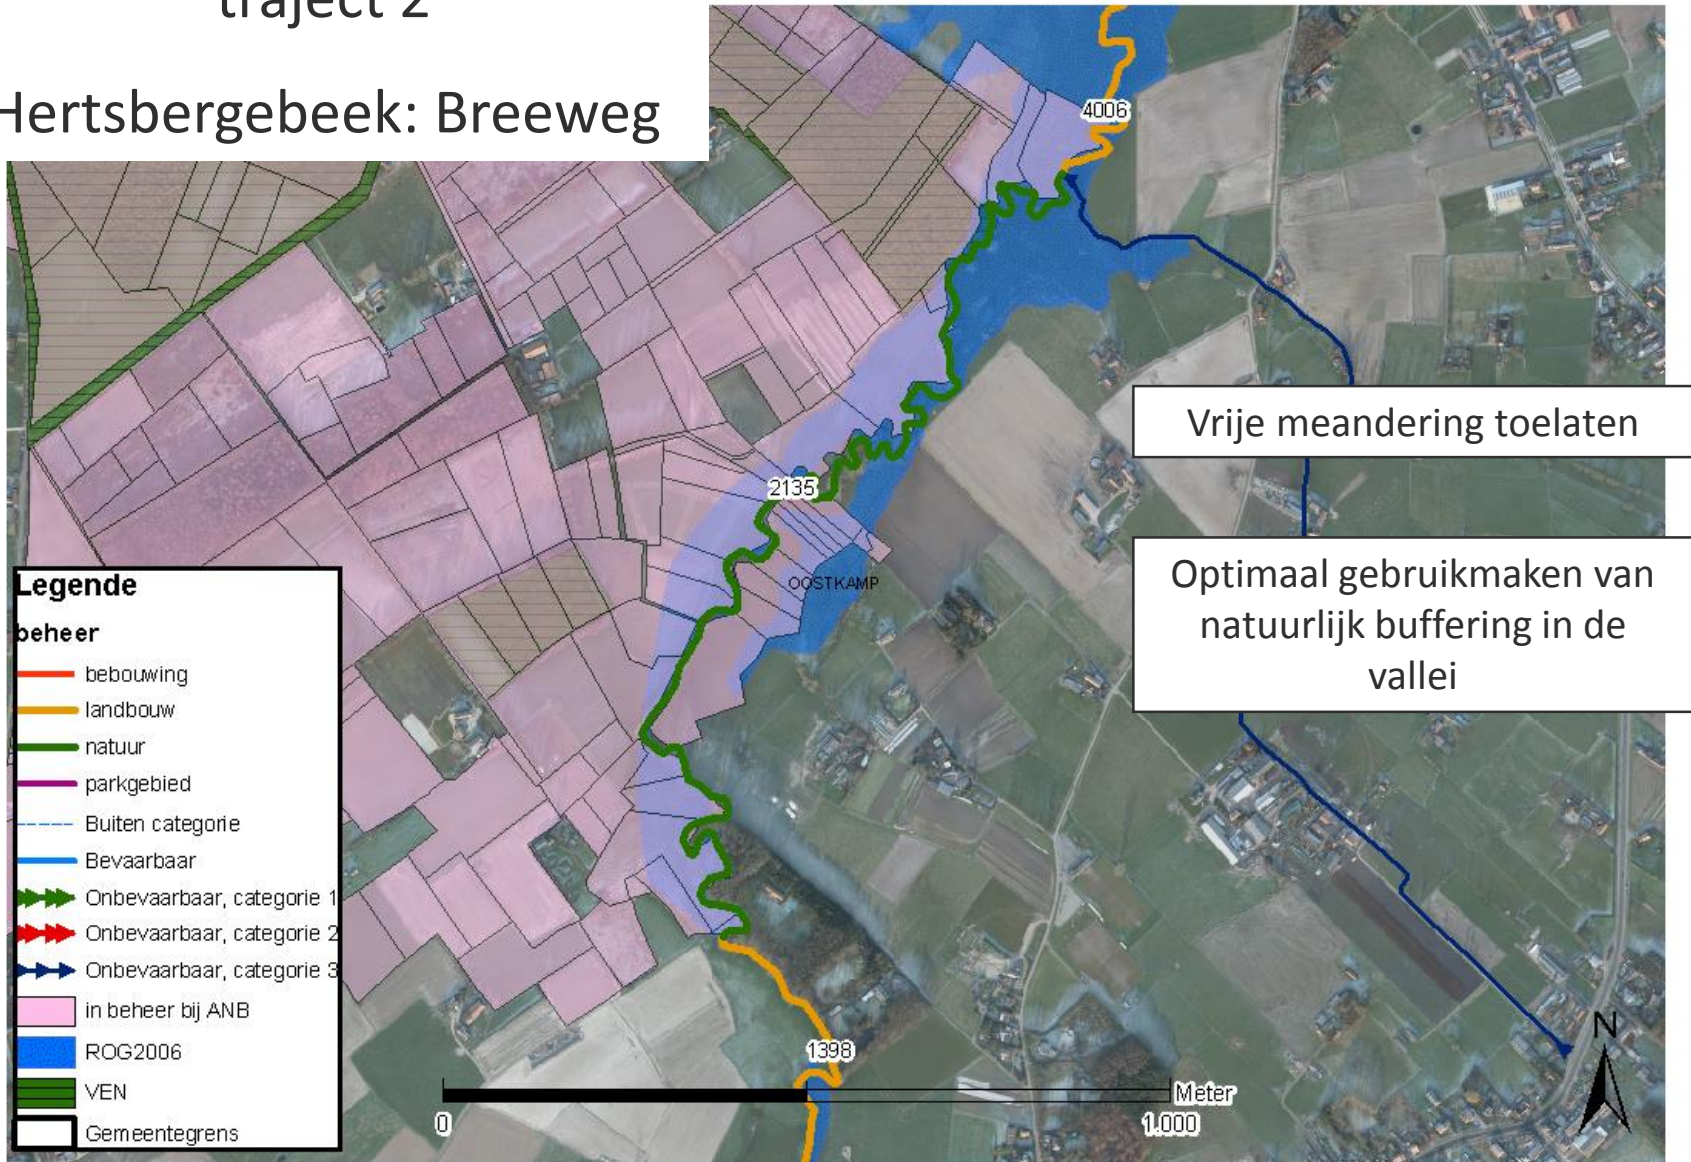 traject 2
Hertsbergebeek: Breeweg
4006
Vrije meandering toelaten
2135
Optimaal gebruikmaken van
natuurlijk buffering in de
vallei
OOSTKAMP
Legende
beheer
bebouwing
landbouw
natuur
parkgebied
Buiten categorie
Bevaarbaar
Onbevaarbaar, categorie 1
Onbevaarbaar, categorie 2
Onbevaarbaar, categorie 3
in beheer bij ANB
ROG2006
VEN
Gemeentegrens
1398
N
Meter
0
1.000